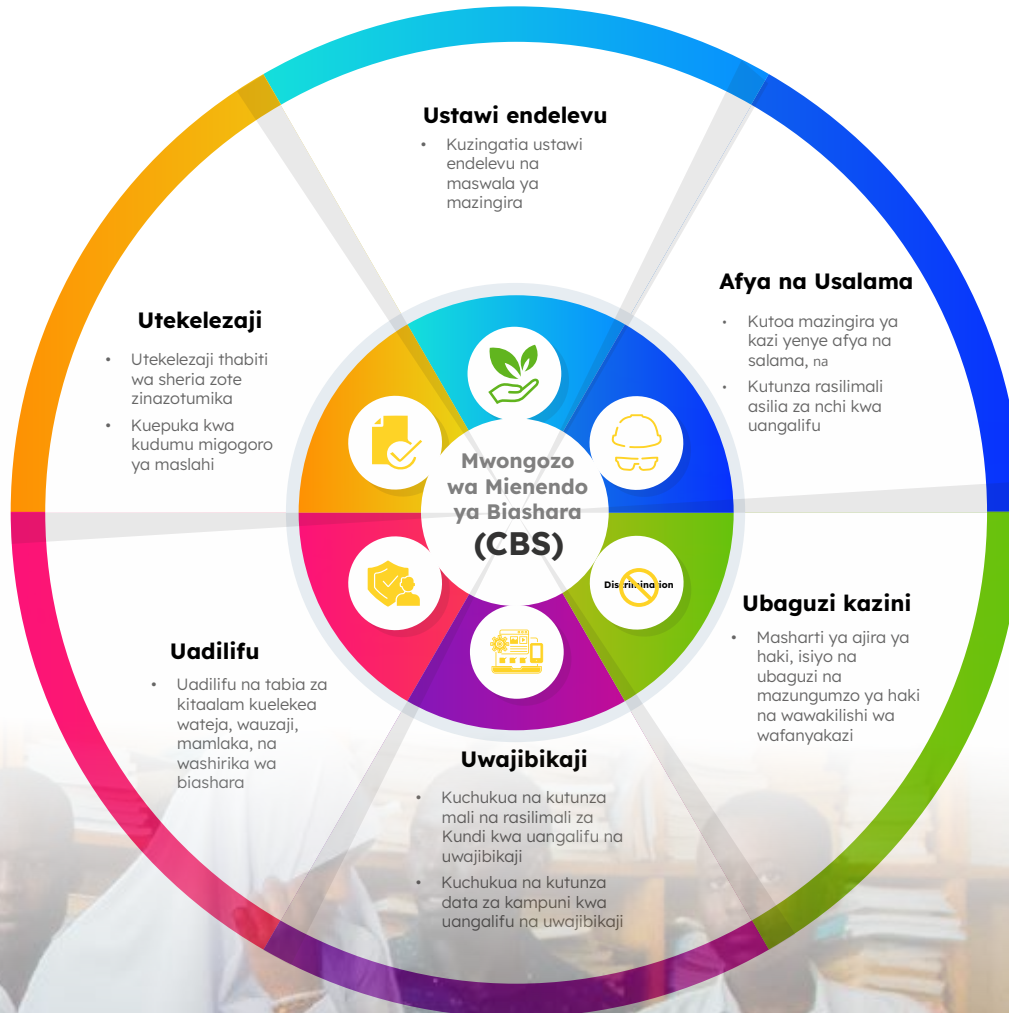 Ustawi endelevu
• Kuzingatia ustawi
endelevu na
maswala ya
mazingira
Afya na Usalama
• Kutoa mazingira ya
kazi yenye afya na
salama, na
• Kutunza rasilimali
asilia za nchi kwa
uangalifu
Utekelezaji
• Utekelezaji thabiti
wa sheria zote
zinazotumika
• Kuepuka kwa
kudumu migogoro
ya maslahi
Mwongozo
wa Mienendo
ya Biashara
(CBS)
Discrimination
Ubaguzi kazini
• Masharti ya ajira ya
haki, isiyo na
ubaguzi na
mazungumzo ya haki
na wawakilishi wa
wafanyakazi
Uadilifu
• Uadilifu na tabia za
kitaalam kuelekea
wateja, wauzaji,
mamlaka, na
washirika wa
biashara
Uwajibikaji
• Kuchukua na kutunza
mali na rasilimali za
Kundi kwa uangalifu na
uwajibikaji
• Kuchukua na kutunza
data za kampuni kwa
uangalifu na uwajibikaji